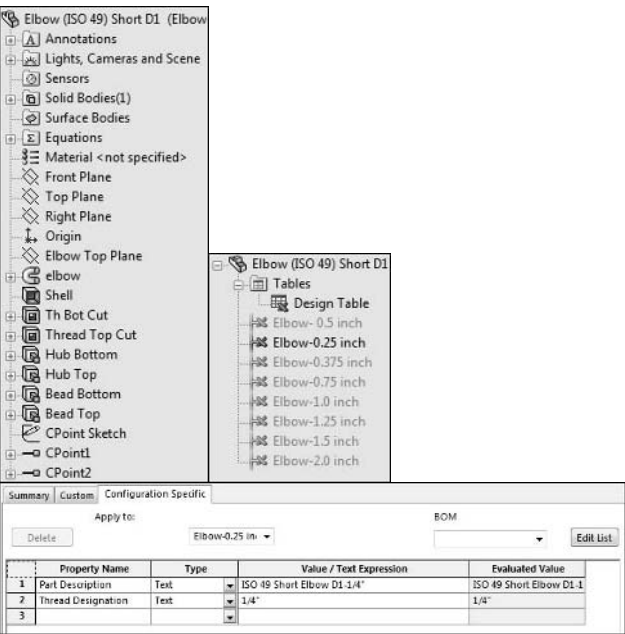 Elbow (ISO 49) Short D1 (Elbow
Annotations
Lights, Cameras and Scene
Sensors
Solid Bodies(1)
Surface Bodies
Equations
Material <not specified>
Front Plane
Top Plane
Right Plane
Origin
Elbow Top Plane
elbow
Shell
Th Bot Cut
Thread Top Cut
Hub Bottom
Hub Top
Bead Bottom
Bead Top
CPoint Sketch
CPoint1
CPoint2
Elbow (ISO 49) Short D1
Tables
Design Table
Elbow- 0.5 inch
Elbow-0.25 inch
Elbow-0.375 inch
Elbow-0.75 inch
Elbow-1.0 inch
Elbow-1.25 inch
Elbow-1.5 inch
Elbow-2.0 inch
Summary Custom Configuration Specific
Apply to: BOM
Delete Elbow-0.25 in Edit List
Property Name Type Value / Text Expression Evaluated Value
1 Part Description Text ISO 49 Short Elbow D1-1/4" ISO 49 Short Elbow D1-1
2 Thread Designation Text 1/4" 1/4"
3